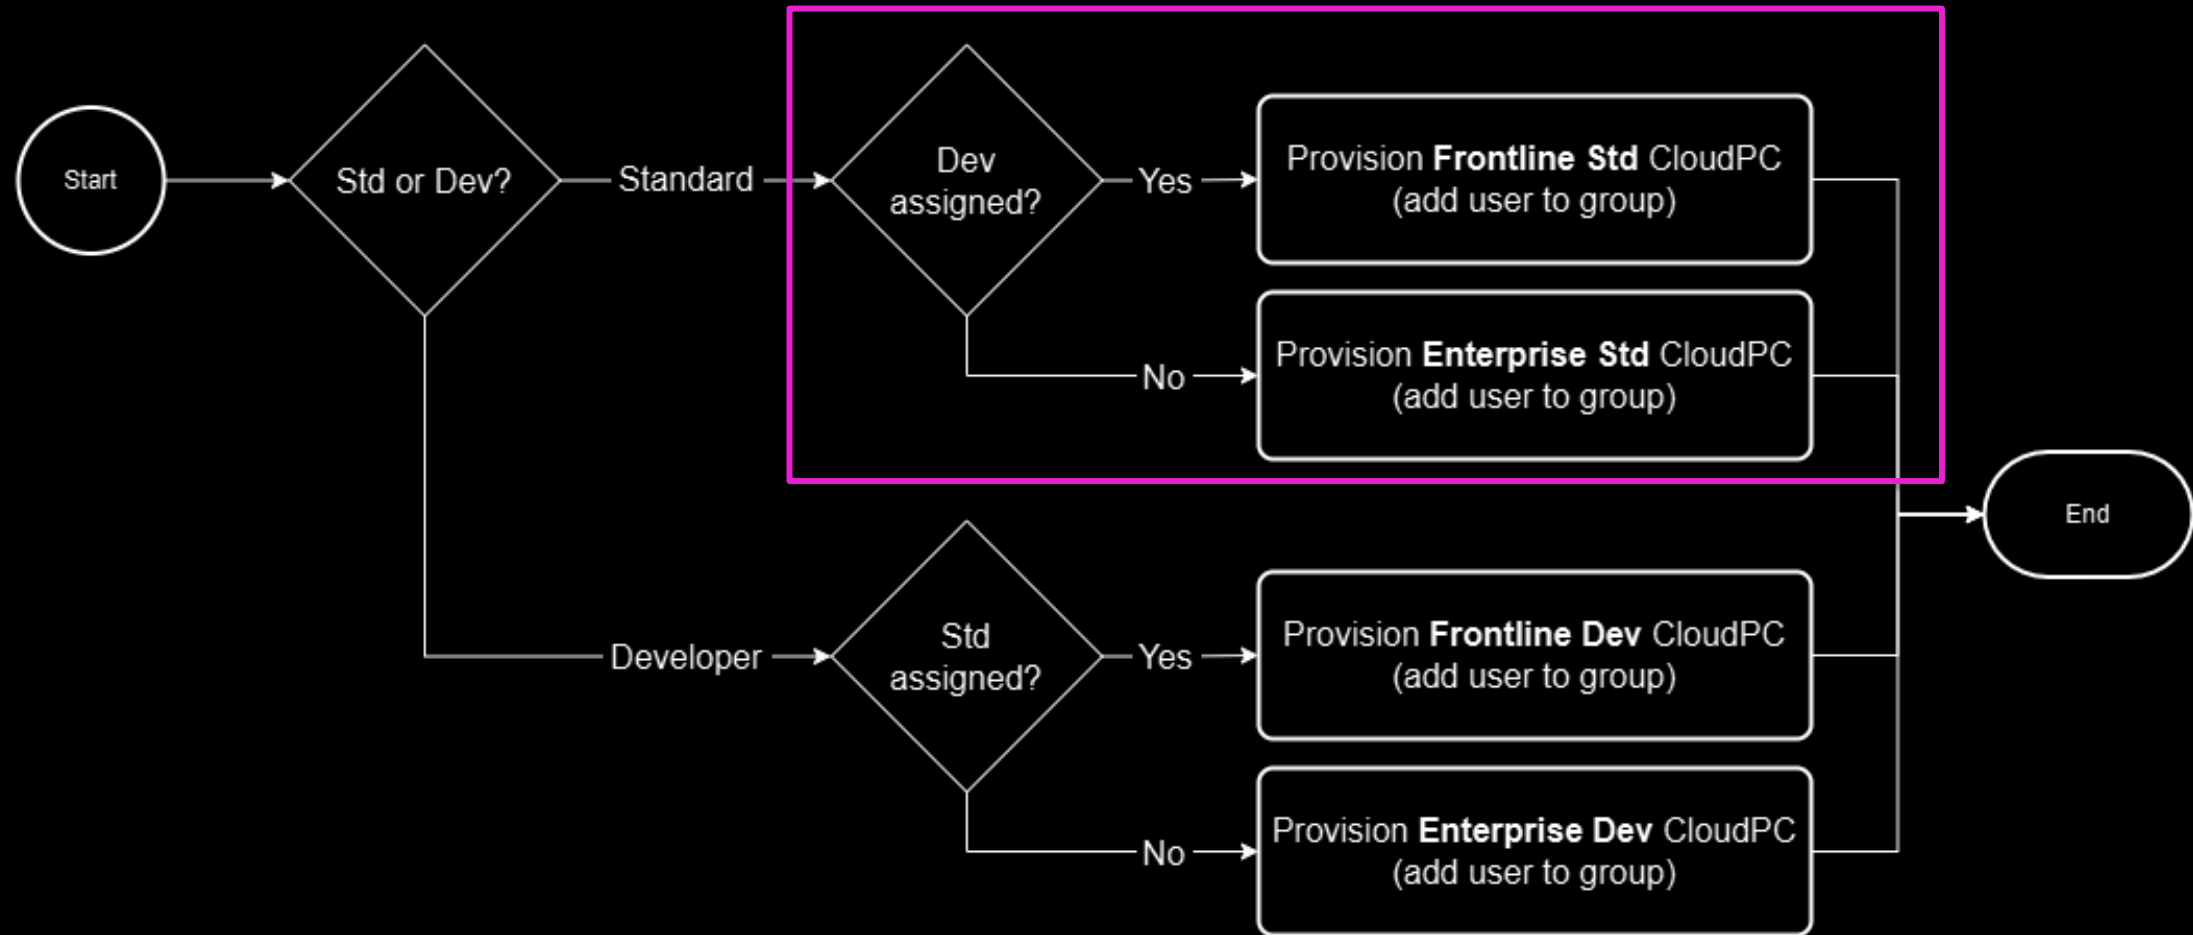 Start
Std or Dev?
Standard
Dev
assigned?
Yes
Provision Frontline Std CloudPC
(add user to group)
No
Provision Enterprise Std CloudPC
(add user to group)
End
Developer
Std
assigned?
Yes
Provision Frontline Dev CloudPC
(add user to group)
No
Provision Enterprise Dev CloudPC
(add user to group)